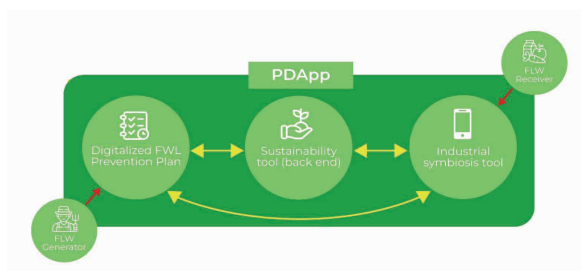 PDApp
FLW
Receiver
Digitalized FWL
Prevention Plan
Sustainability
tool (back end)
Industrial
symbiosis tool
FLW
Generator